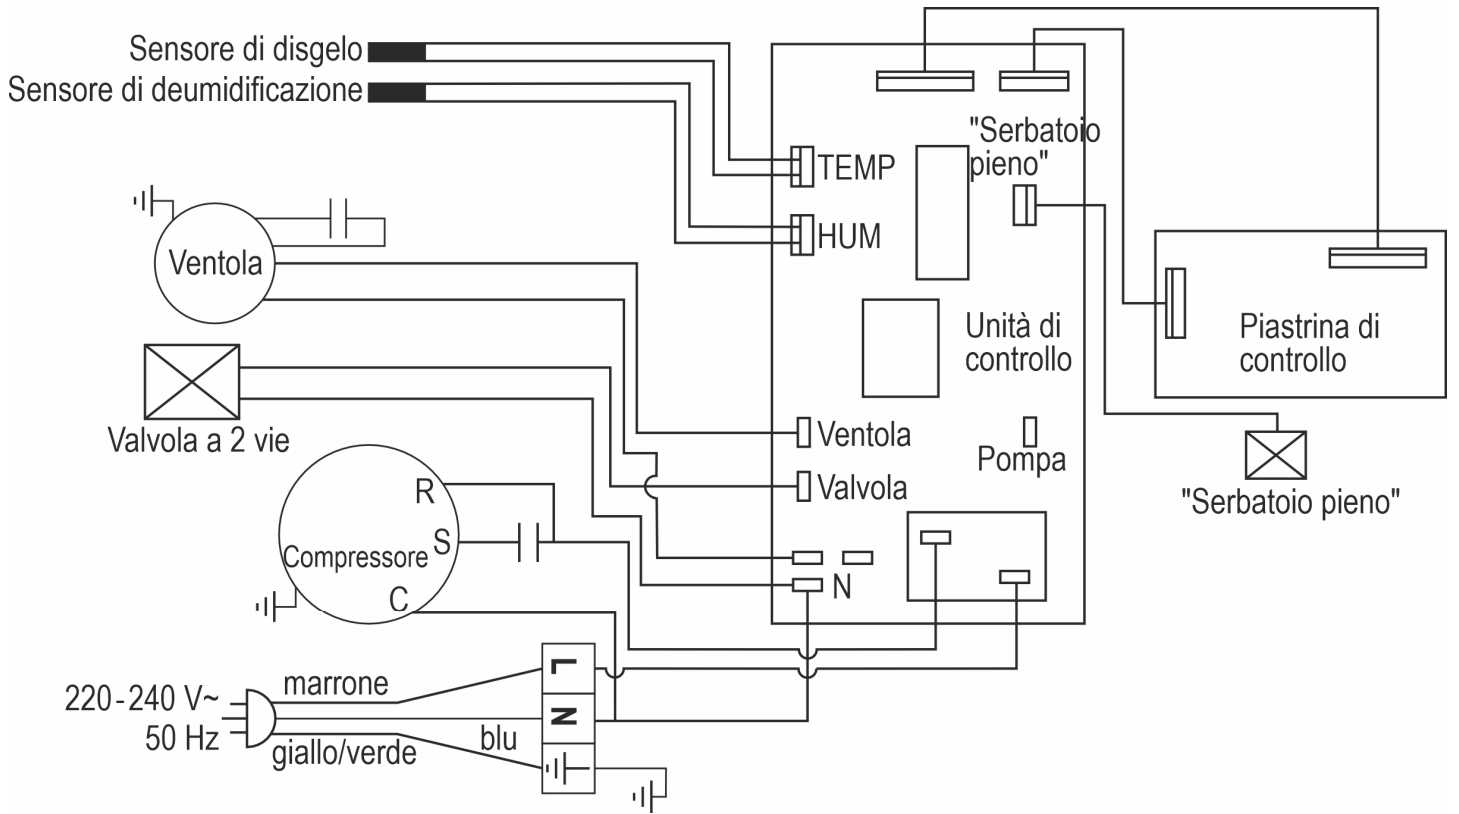 Sensore di disgelo
Sensore di deumidificazione
"Serbatoio
pieno"
TEMP
HUM
Ventola
Unità di
controllo
Piastrina di
controllo
Valvola a 2 vie
Ventola
Pompa
Valvola
"Serbatoio pieno"
R
S
Compressore
C
N
L
marrone
220-240 V~
N
50 Hz
blu
giallo/verde